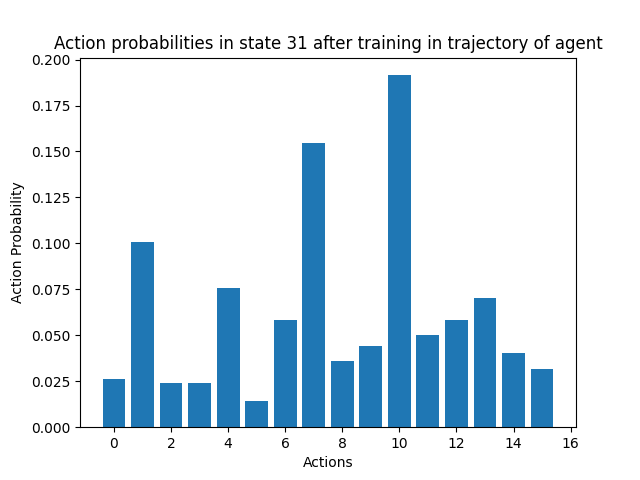 Action probabilities in state 31 after training in trajectory of agent
0.200
0.175
0.150
0.125
0.100
0.075
0.050
0.025
0.000
Action Probability
0 2 4 6 8 10 12 14 16
Actions